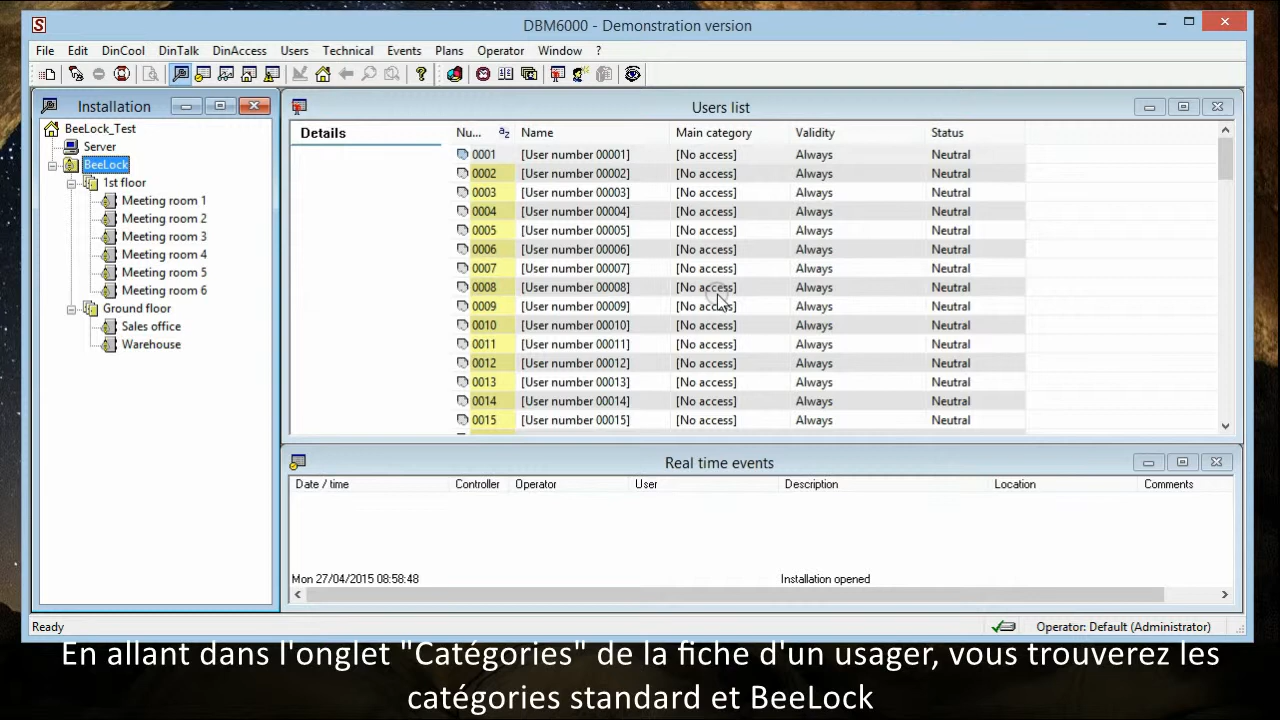 DBM6000 - Demonstration version
File Edit DinCool DinTalk DinAccess Users Technical Events Plans Operator Window ?
Installation
BeeLock_Test
Server
BeeLock
1st floor
Meeting room 1
Meeting room 2
Meeting room 3
Meeting room 4
Meeting room 5
Meeting room 6
Ground floor
Sales office
Warehouse
Users list
Details
Nu... Name Main category Validity Status
0001 [User number 00001] [No access] Always Neutral
0002 [User number 00002] [No access] Always Neutral
0003 [User number 00003] [No access] Always Neutral
0004 [User number 00004] [No access] Always Neutral
0005 [User number 00005] [No access] Always Neutral
0006 [User number 00006] [No access] Always Neutral
0007 [User number 00007] [No access] Always Neutral
0008 [User number 00008] [No access] Always Neutral
0009 [User number 00009] [No access] Always Neutral
0010 [User number 00010] [No access] Always Neutral
0011 [User number 00011] [No access] Always Neutral
0012 [User number 00012] [No access] Always Neutral
0013 [User number 00013] [No access] Always Neutral
0014 [User number 00014] [No access] Always Neutral
0015 [User number 00015] [No access] Always Neutral
Real time events
Date / time Controller Operator User Description Location Comments
Mon 27/04/2015 08:58:48 Installation opened
Ready Operator: Default (Administrator)
En allant dans l'onglet "Catégories" de la fiche d'un usager, vous trouverez les
catégories standard et BeeLock